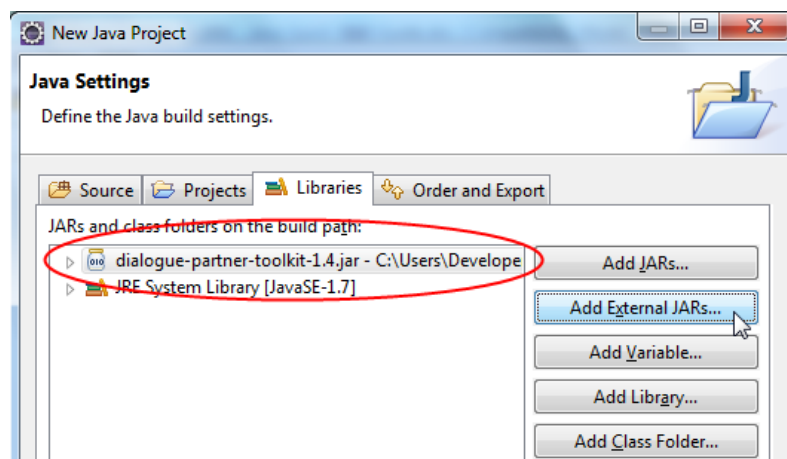 New Java Project
Java Settings
Define the Java build settings.
Source Projects Libraries Order and Export
JARs and class folders on the build path:
dialogue-partner-toolkit-1.4.jar - C:\Users\Develope
JRE System Library [JavaSE-1.7]
Add JARs...
Add External JARs...
Add Variable...
Add Library...
Add Class Folder...